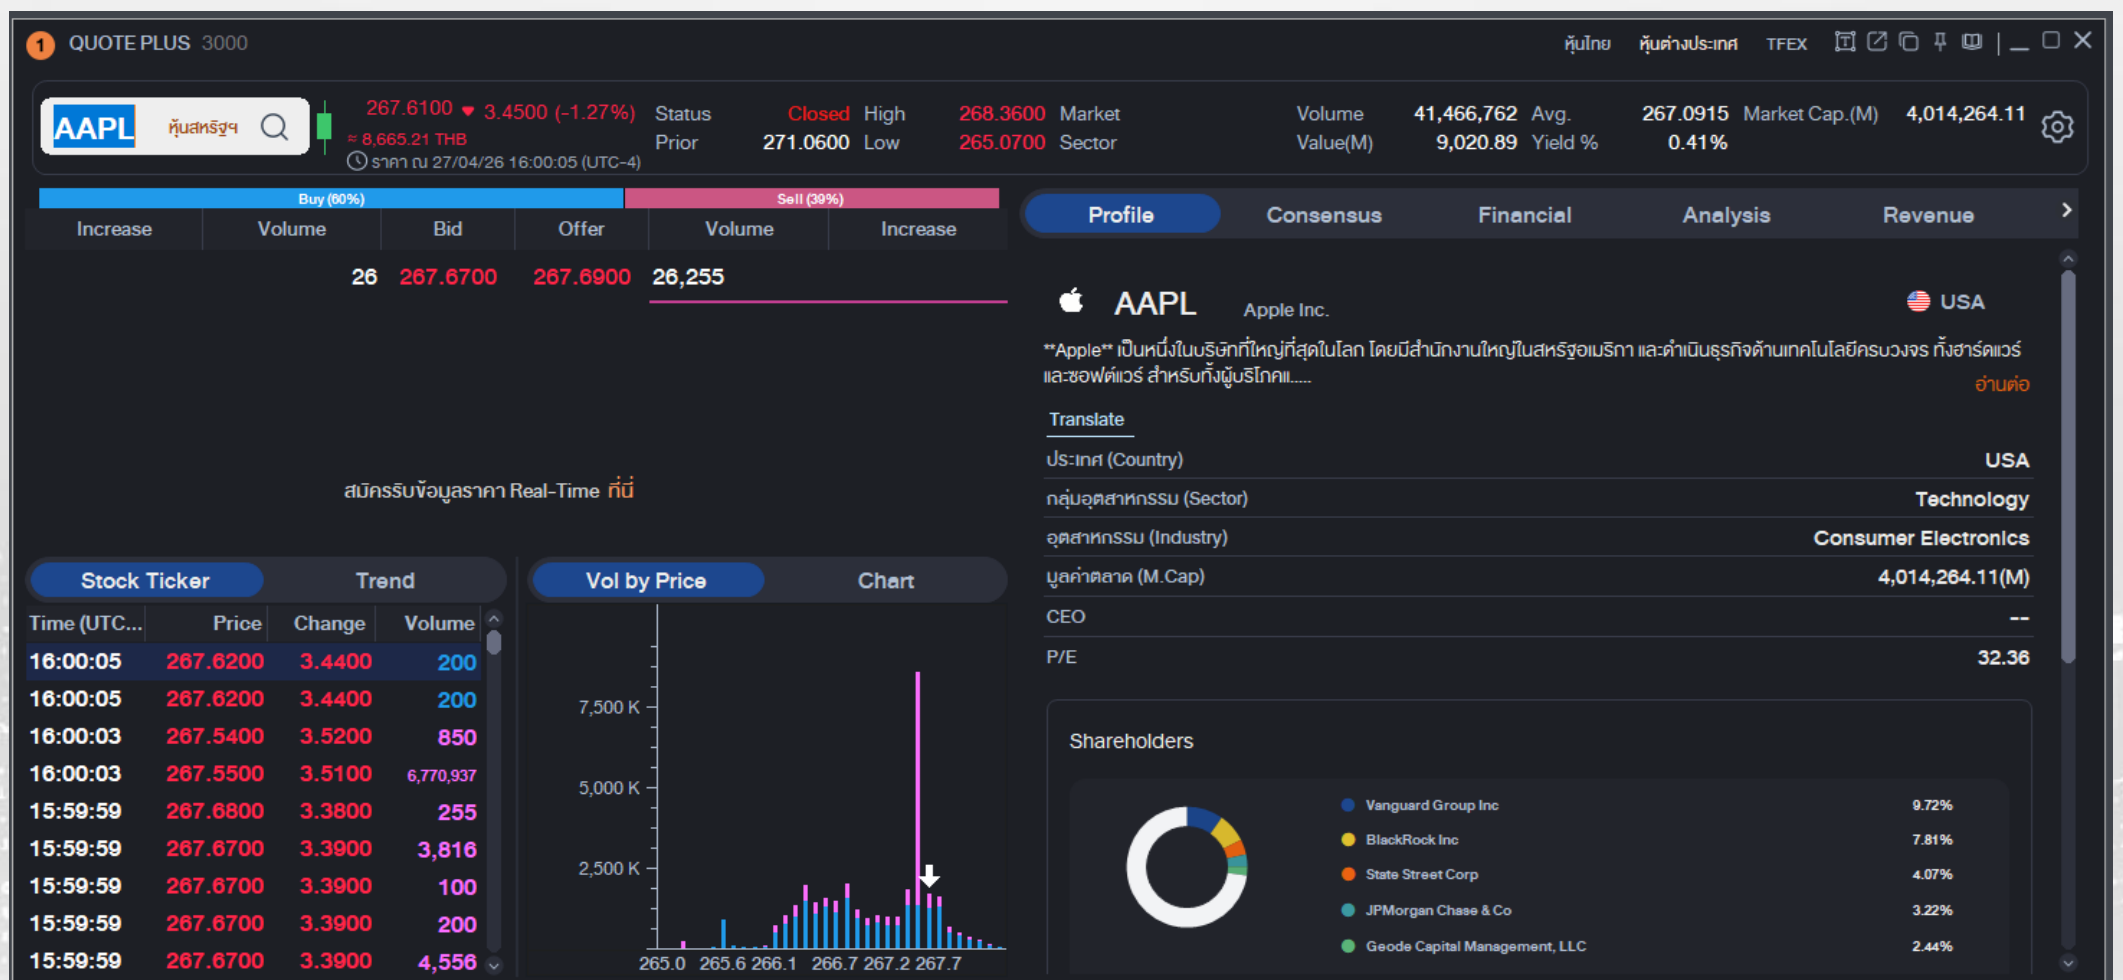 1 QUOTE PLUS 3000
หุ้นไทย หุ้นต่างประเทศ TFEX
AAPL หุ้นสหรัฐฯ
267.6100 ▼ 3.4500 (-1.27%)
≈ 8,665.21 THB
ราคา ณ 27/04/26 16:00:05 (UTC-4)
Status Closed High 268.3600 Market Volume 41,466,762 Avg. 267.0915 Market Cap.(M) 4,014,264.11
Prior 271.0600 Low 265.0700 Sector Value(M) 9,020.89 Yield % 0.41%
Buy (60%) Sell (39%)
Increase Volume Bid Offer Volume Increase
26 267.6700 267.6900 26,255
สมัครรับข้อมูลราคา Real-Time ที่นี่
Stock Ticker Trend
Time (UTC... Price Change Volume
16:00:05 267.6200 3.4400 200
16:00:05 267.6200 3.4400 200
16:00:03 267.5400 3.5200 850
16:00:03 267.5500 3.5100 6,770,937
15:59:59 267.6800 3.3800 255
15:59:59 267.6700 3.3900 3,816
15:59:59 267.6700 3.3900 100
15:59:59 267.6700 3.3900 200
15:59:59 267.6700 3.3900 4,556
Vol by Price Chart
7,500 K
5,000 K
2,500 K
265.0 265.6 266.1 266.7 267.2 267.7
Profile Consensus Financial Analysis Revenue
AAPL Apple Inc. USA
**Apple** เป็นหนึ่งในบริษัทที่ใหญ่ที่สุดในโลก โดยมีสำนักงานใหญ่ในสหรัฐอเมริกา และดำเนินธุรกิจด้านเทคโนโลยีครบวงจร ทั้งฮาร์ดแวร์
และซอฟต์แวร์ สำหรับทั้งผู้บริโภคแ.....
อ่านต่อ
Translate
ประเทศ (Country) USA
กลุ่มอุตสาหกรรม (Sector) Technology
อุตสาหกรรม (Industry) Consumer Electronics
มูลค่าตลาด (M.Cap) 4,014,264.11(M)
CEO --
P/E 32.36
Shareholders
Vanguard Group Inc 9.72%
BlackRock Inc 7.81%
State Street Corp 4.07%
JPMorgan Chase & Co 3.22%
Geode Capital Management, LLC 2.44%